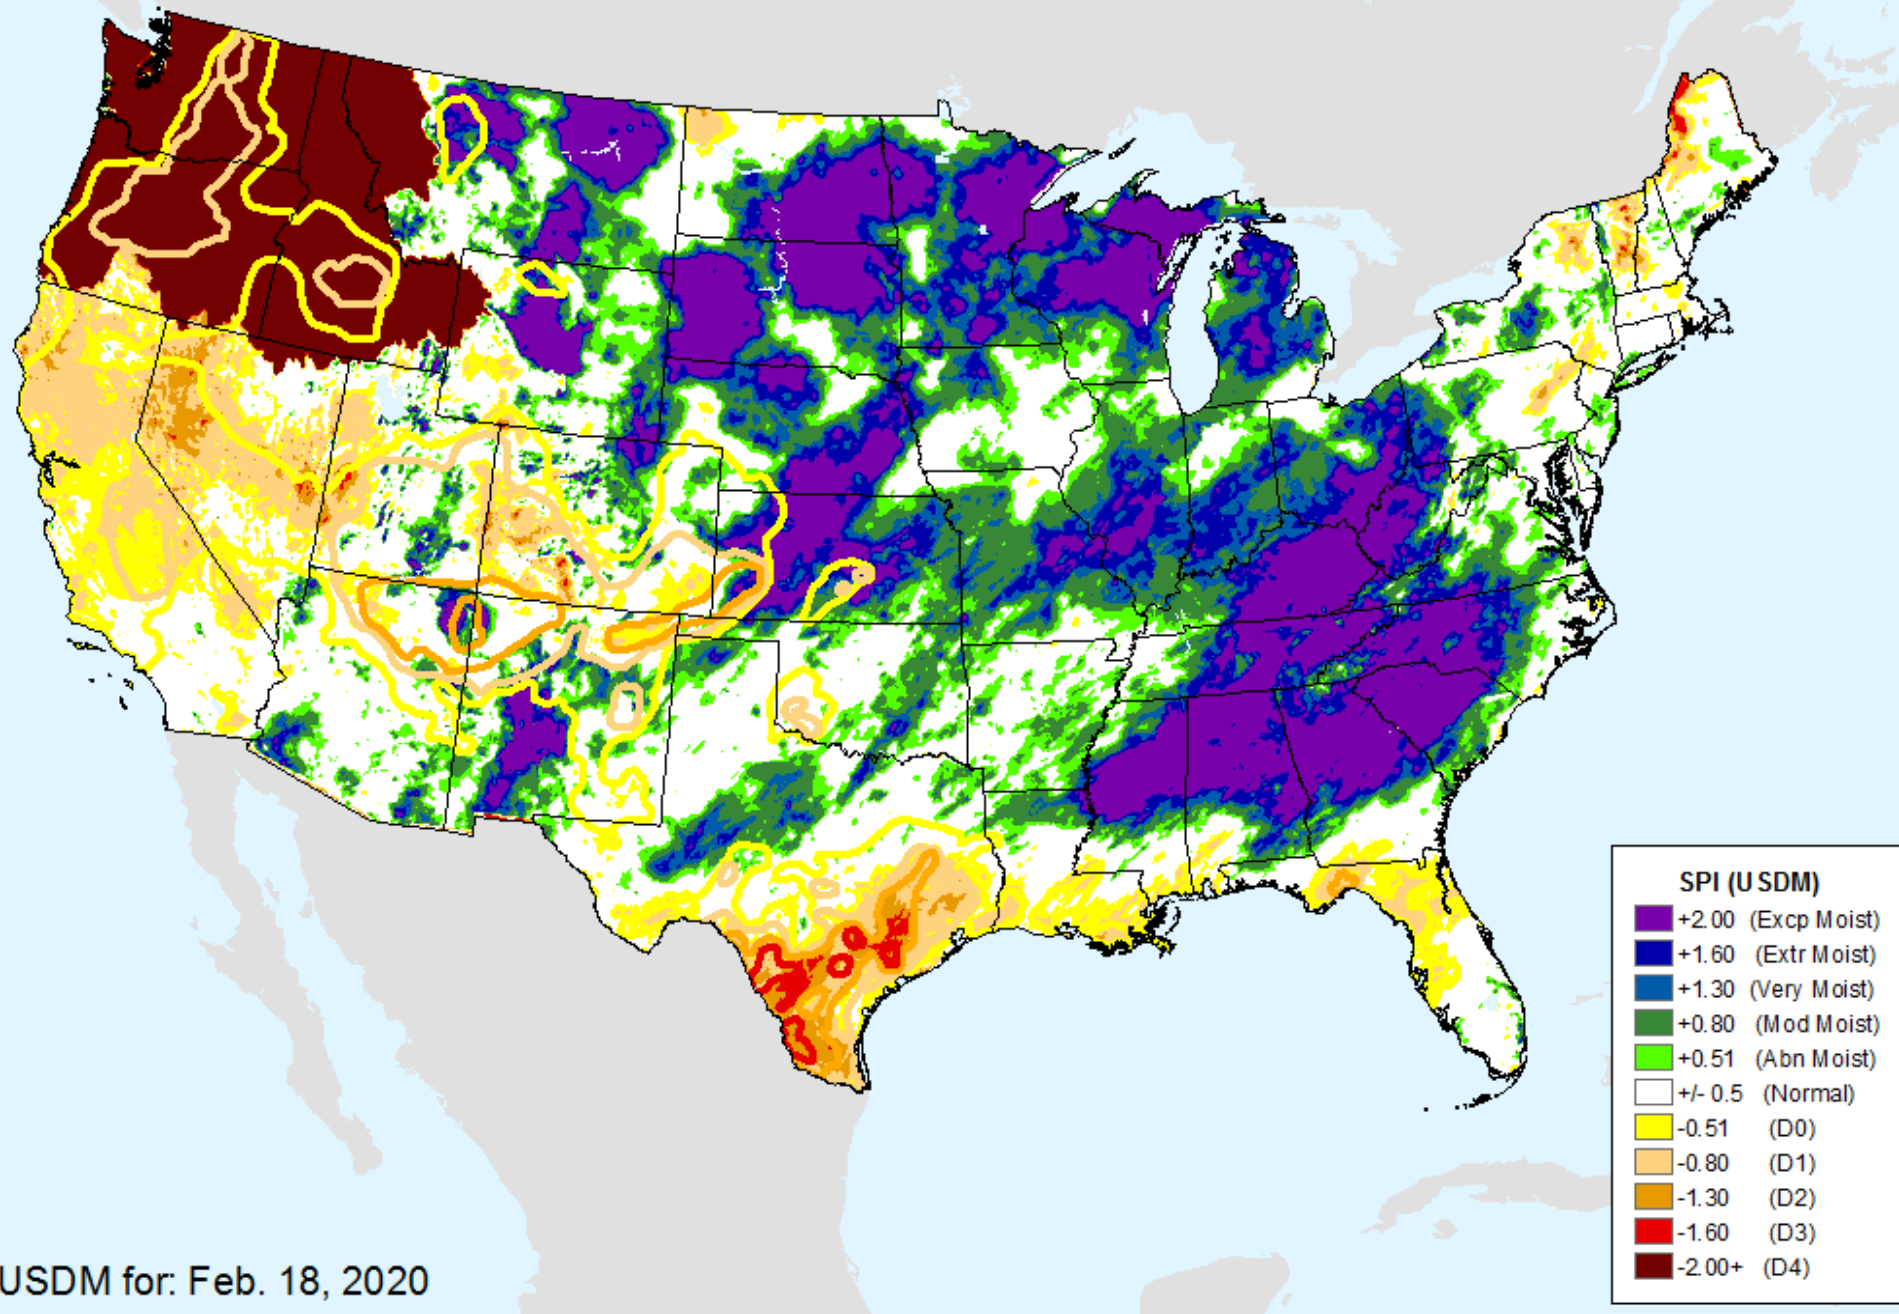 SPI (USDM)
+2.00 (Excp Moist)
+1.60 (Extr Moist)
+1.30 (Very Moist)
+0.80 (Mod Moist)
+0.51 (Abn Moist)
+/- 0.5 (Normal)
-0.51 (D0)
-0.80 (D1)
-1.30 (D2)
-1.60 (D3)
-2.00+ (D4)
USDM for: Feb. 18, 2020